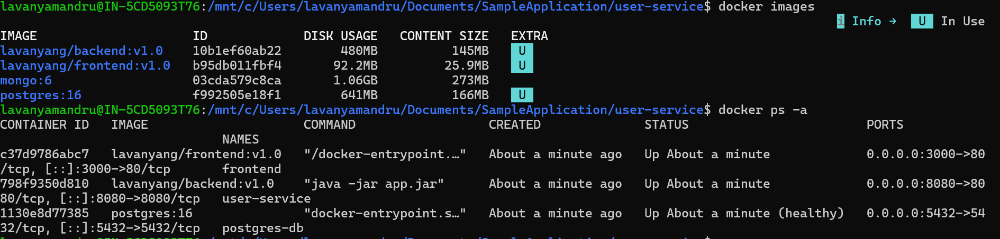 lavanyamandru@IN-5CD5093T76:/mnt/c/Users/lavanyamandru/Documents/SampleApplication/user-service$ docker images
i Info → U In Use
IMAGE ID DISK USAGE CONTENT SIZE EXTRA
lavanyang/backend:v1.0 10b1ef60ab22 480MB 145MB U
lavanyang/frontend:v1.0 b95db011fbf4 92.2MB 25.9MB U
mongo:6 03cda579c8ca 1.06GB 273MB
postgres:16 f992505e18f1 641MB 166MB U
lavanyamandru@IN-5CD5093T76:/mnt/c/Users/lavanyamandru/Documents/SampleApplication/user-service$ docker ps -a
CONTAINER ID IMAGE COMMAND CREATED STATUS PORTS
NAMES
c37d9786abc7 lavanyang/frontend:v1.0 "/docker-entrypoint.…" About a minute ago Up About a minute 0.0.0.0:3000->80
/tcp, [::]:3000->80/tcp frontend
798f9350d810 lavanyang/backend:v1.0 "java -jar app.jar" About a minute ago Up About a minute 0.0.0.0:8080->80
80/tcp, [::]:8080->8080/tcp user-service
1130e8d77385 postgres:16 "docker-entrypoint.s…" About a minute ago Up About a minute (healthy) 0.0.0.0:5432->54
32/tcp, [::]:5432->5432/tcp postgres-db